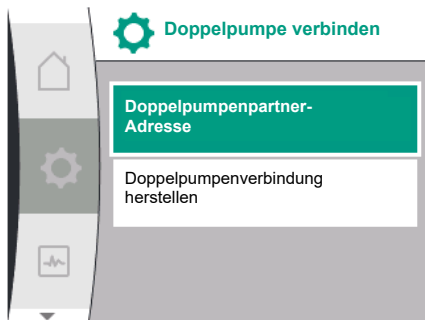 Doppelpumpe verbinden
Doppelpumpenpartner-
Adresse
Doppelpumpenverbindung
herstellen